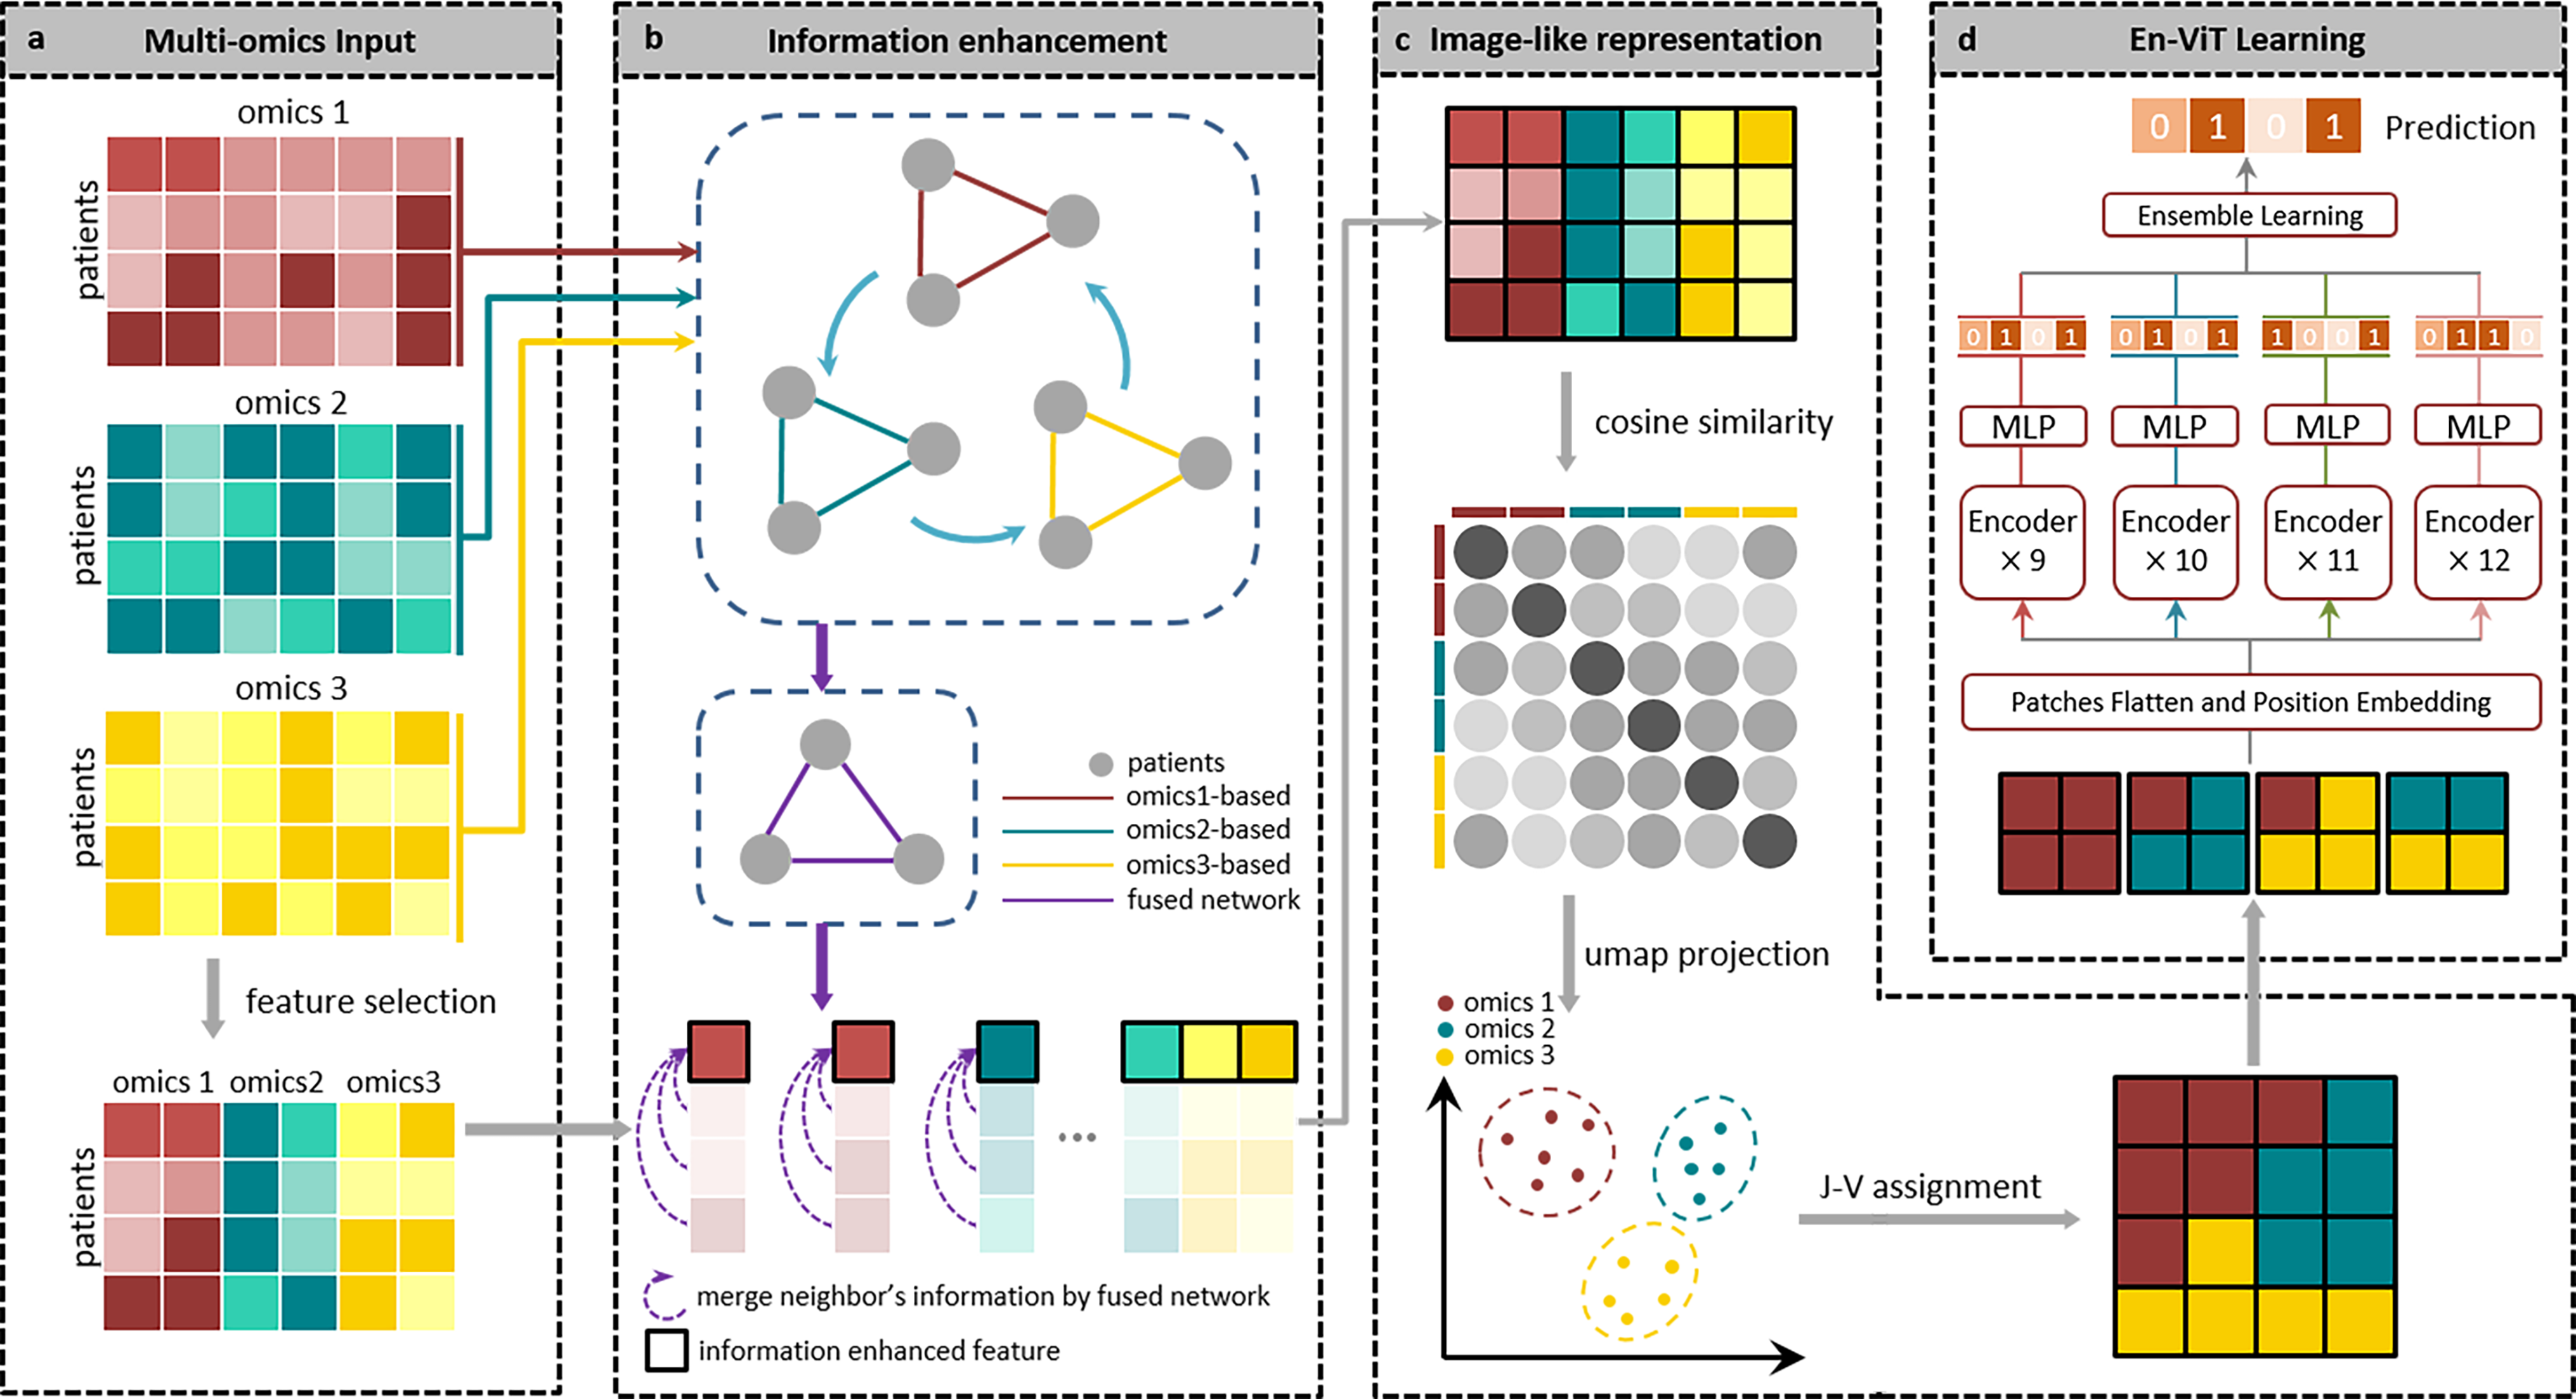 a Multi-omics Input
omics 1
patients
omics 2
patients
omics 3
patients
feature selection
omics 1 omics2 omics3
patients
b Information enhancement
patients
omics1-based
omics2-based
omics3-based
fused network
...
merge neighbor's information by fused network
information enhanced feature
c Image-like representation
cosine similarity
umap projection
omics 1
omics 2
omics 3
J-V assignment
d En-ViT Learning
0 1 0 1 Prediction
Ensemble Learning
0 1 0 1 0 1 0 1 1 0 0 1 0 1 1 0
MLP MLP MLP MLP
Encoder Encoder Encoder Encoder
× 9 × 10 × 11 × 12
Patches Flatten and Position Embedding